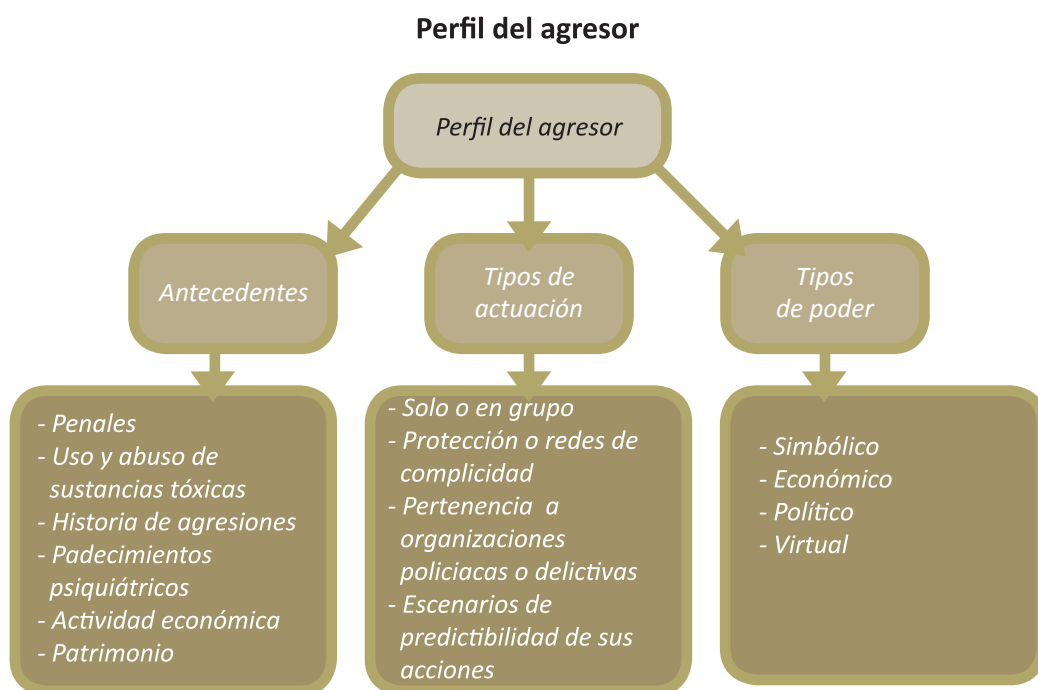 Perfil del agresor
Perfil del agresor
Antecedentes
Tipos de
actuación
Tipos
de poder
- Penales
- Uso y abuso de
sustancias tóxicas
- Historia de agresiones
- Padecimientos
psiquiátricos
- Actividad económica
- Patrimonio
- Solo o en grupo
- Protección o redes de
complicidad
- Pertenencia a
organizaciones
policiacas o delictivas
- Escenarios de
predictibilidad de sus
acciones
- Simbólico
- Económico
- Político
- Virtual